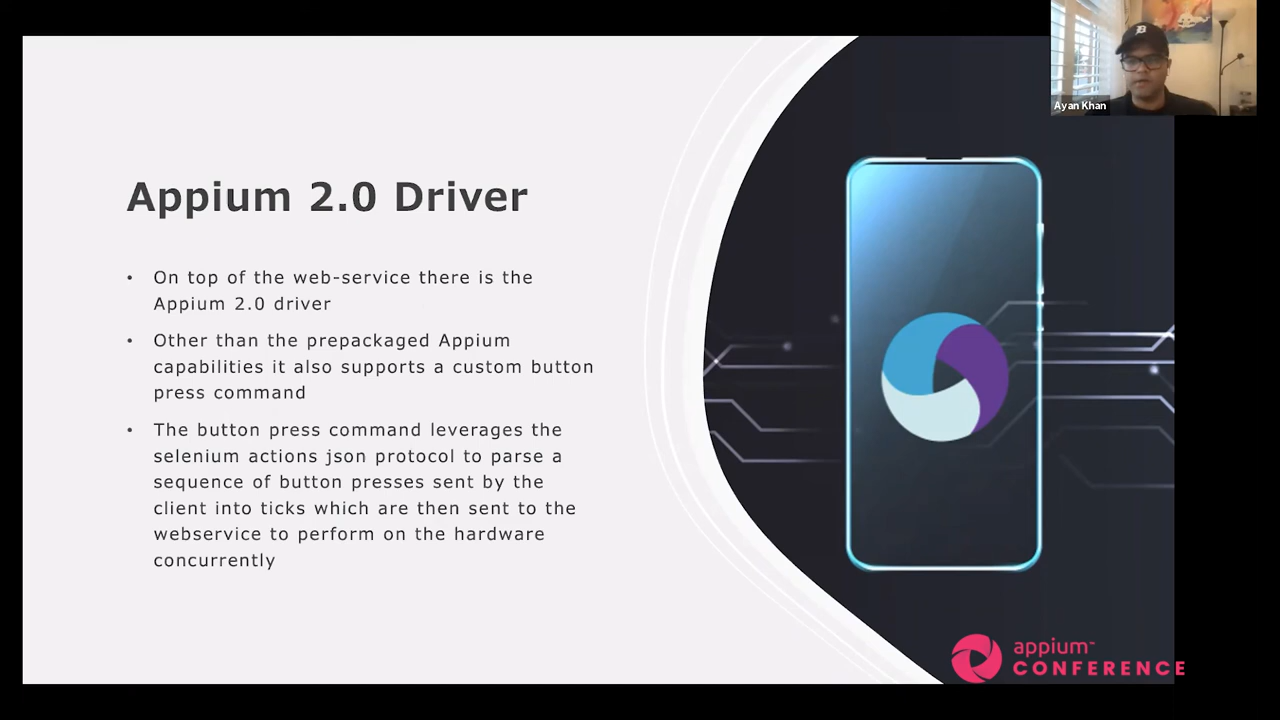 Appium 2.0 Driver
• On top of the web-service there is the
Appium 2.0 driver
• Other than the prepackaged Appium
capabilities it also supports a custom button
press command
• The button press command leverages the
selenium actions json protocol to parse a
sequence of button presses sent by the
client into ticks which are then sent to the
webservice to perform on the hardware
concurrently
Ayan Khan
D
appium™
CONFERENCE